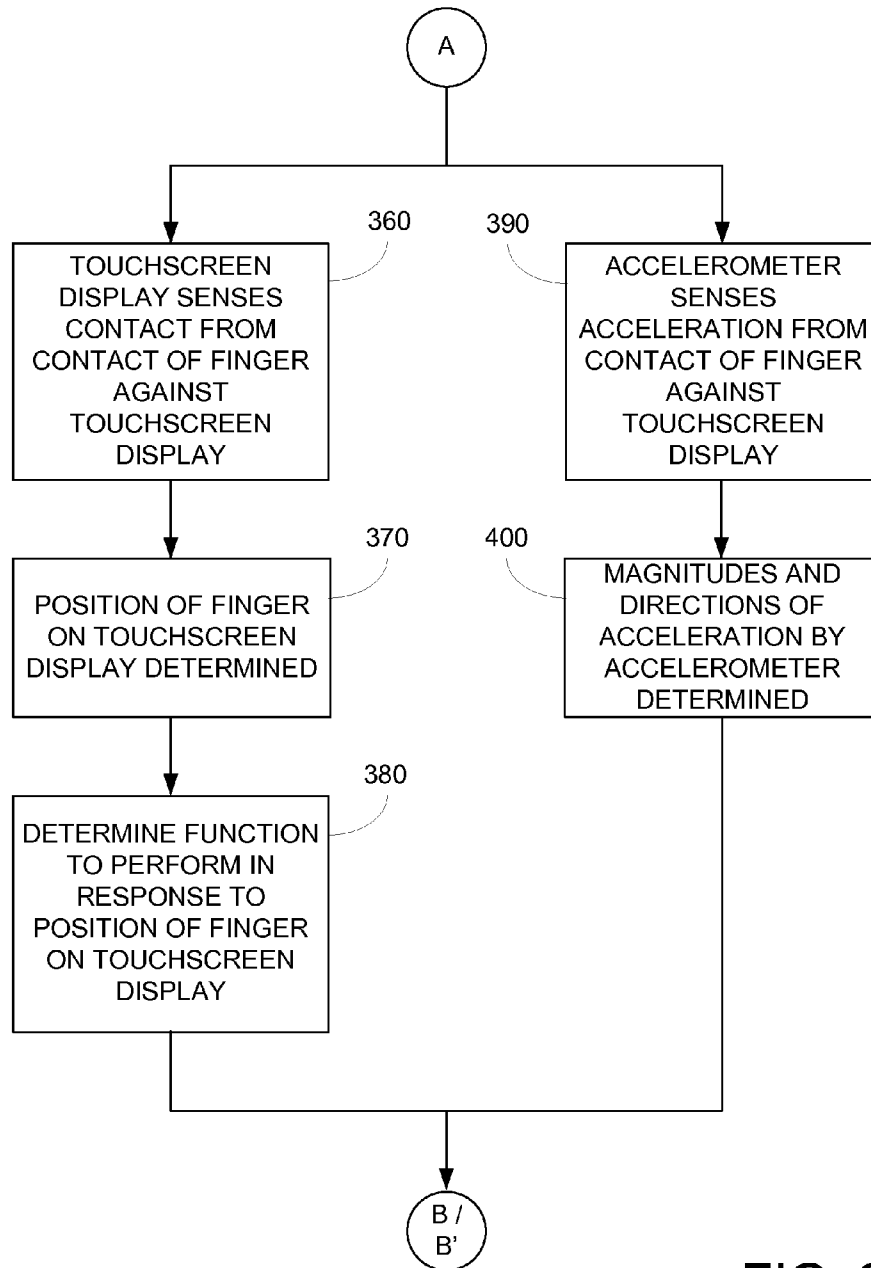 A
360
TOUCHSCREEN
DISPLAY SENSES
CONTACT FROM
CONTACT OF FINGER
AGAINST
TOUCHSCREEN
DISPLAY
390
ACCELEROMETER
SENSES
ACCELERATION FROM
CONTACT OF FINGER
AGAINST
TOUCHSCREEN
DISPLAY
370
POSITION OF FINGER
ON TOUCHSCREEN
DISPLAY DETERMINED
400
MAGNITUDES AND
DIRECTIONS OF
ACCELERATION BY
ACCELEROMETER
DETERMINED
380
DETERMINE FUNCTION
TO PERFORM IN
RESPONSE TO
POSITION OF FINGER
ON TOUCHSCREEN
DISPLAY
B /
B'
FIG.